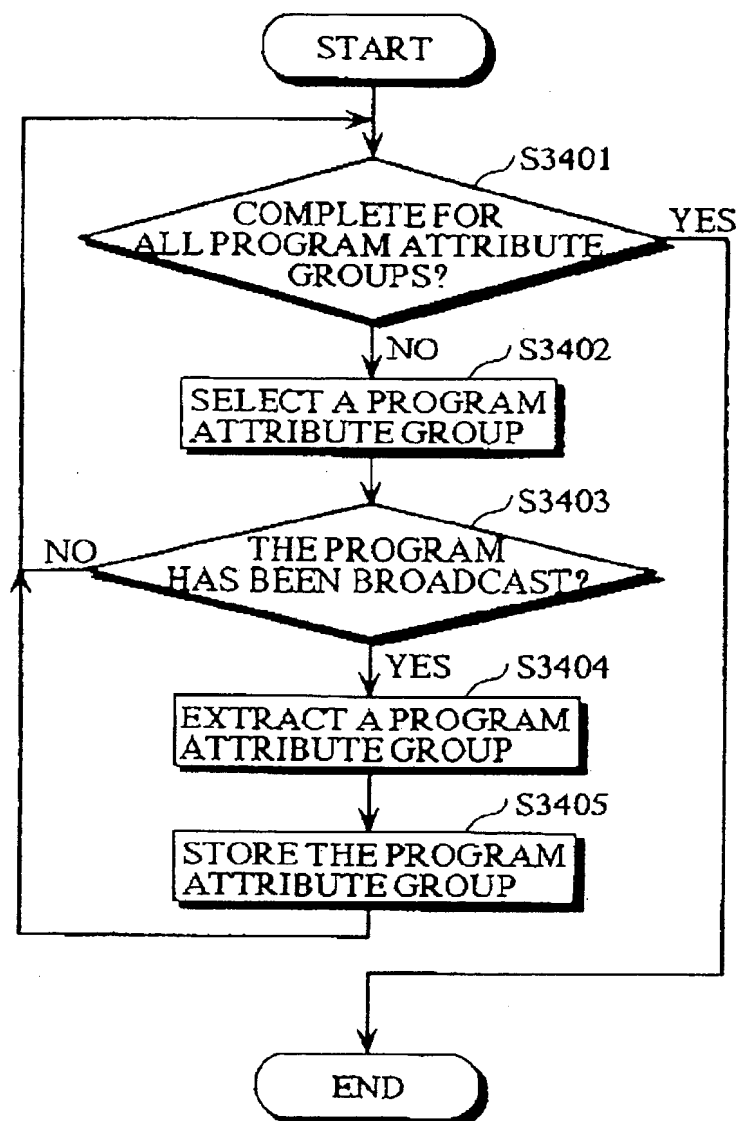 START
S3401
COMPLETE FOR
ALL PROGRAM ATTRIBUTE
GROUPS?
YES
NO
S3402
SELECT A PROGRAM
ATTRIBUTE GROUP
S3403
NO
THE PROGRAM
HAS BEEN BROADCAST?
YES
S3404
EXTRACT A PROGRAM
ATTRIBUTE GROUP
S3405
STORE THE PROGRAM
ATTRIBUTE GROUP
END